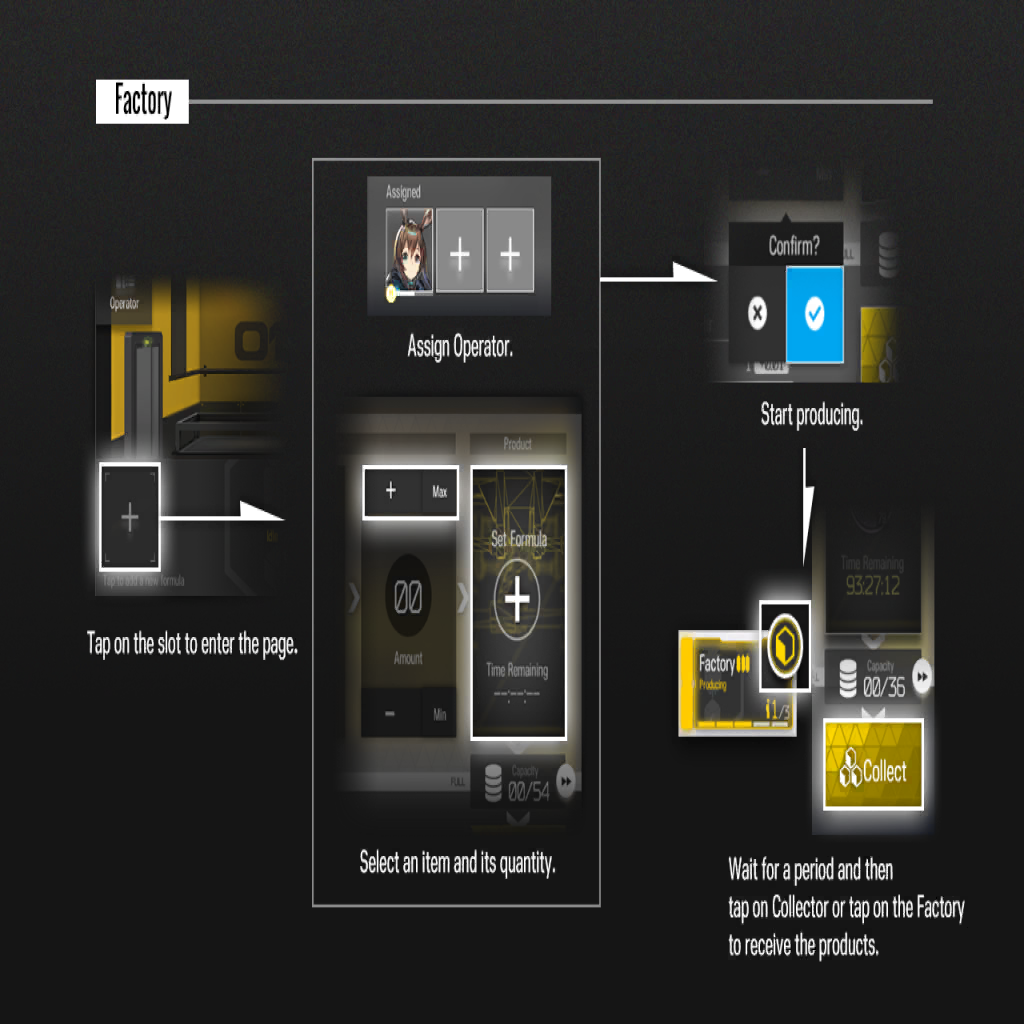 Factory
Operator
Tap to add a new formula
Tap on the slot to enter the page.
Assigned
Assign Operator.
Product
Max
Set Formula
00
Amount
Time Remaining
--:--:--
Min
FULL
Capacity
00/54
Select an item and its quantity.
Confirm?
Start producing.
Time Remaining
93:27:12
Factory
Producing
1/3
Capacity
00/36
Collect
Wait for a period and then
tap on Collector or tap on the Factory
to receive the products.